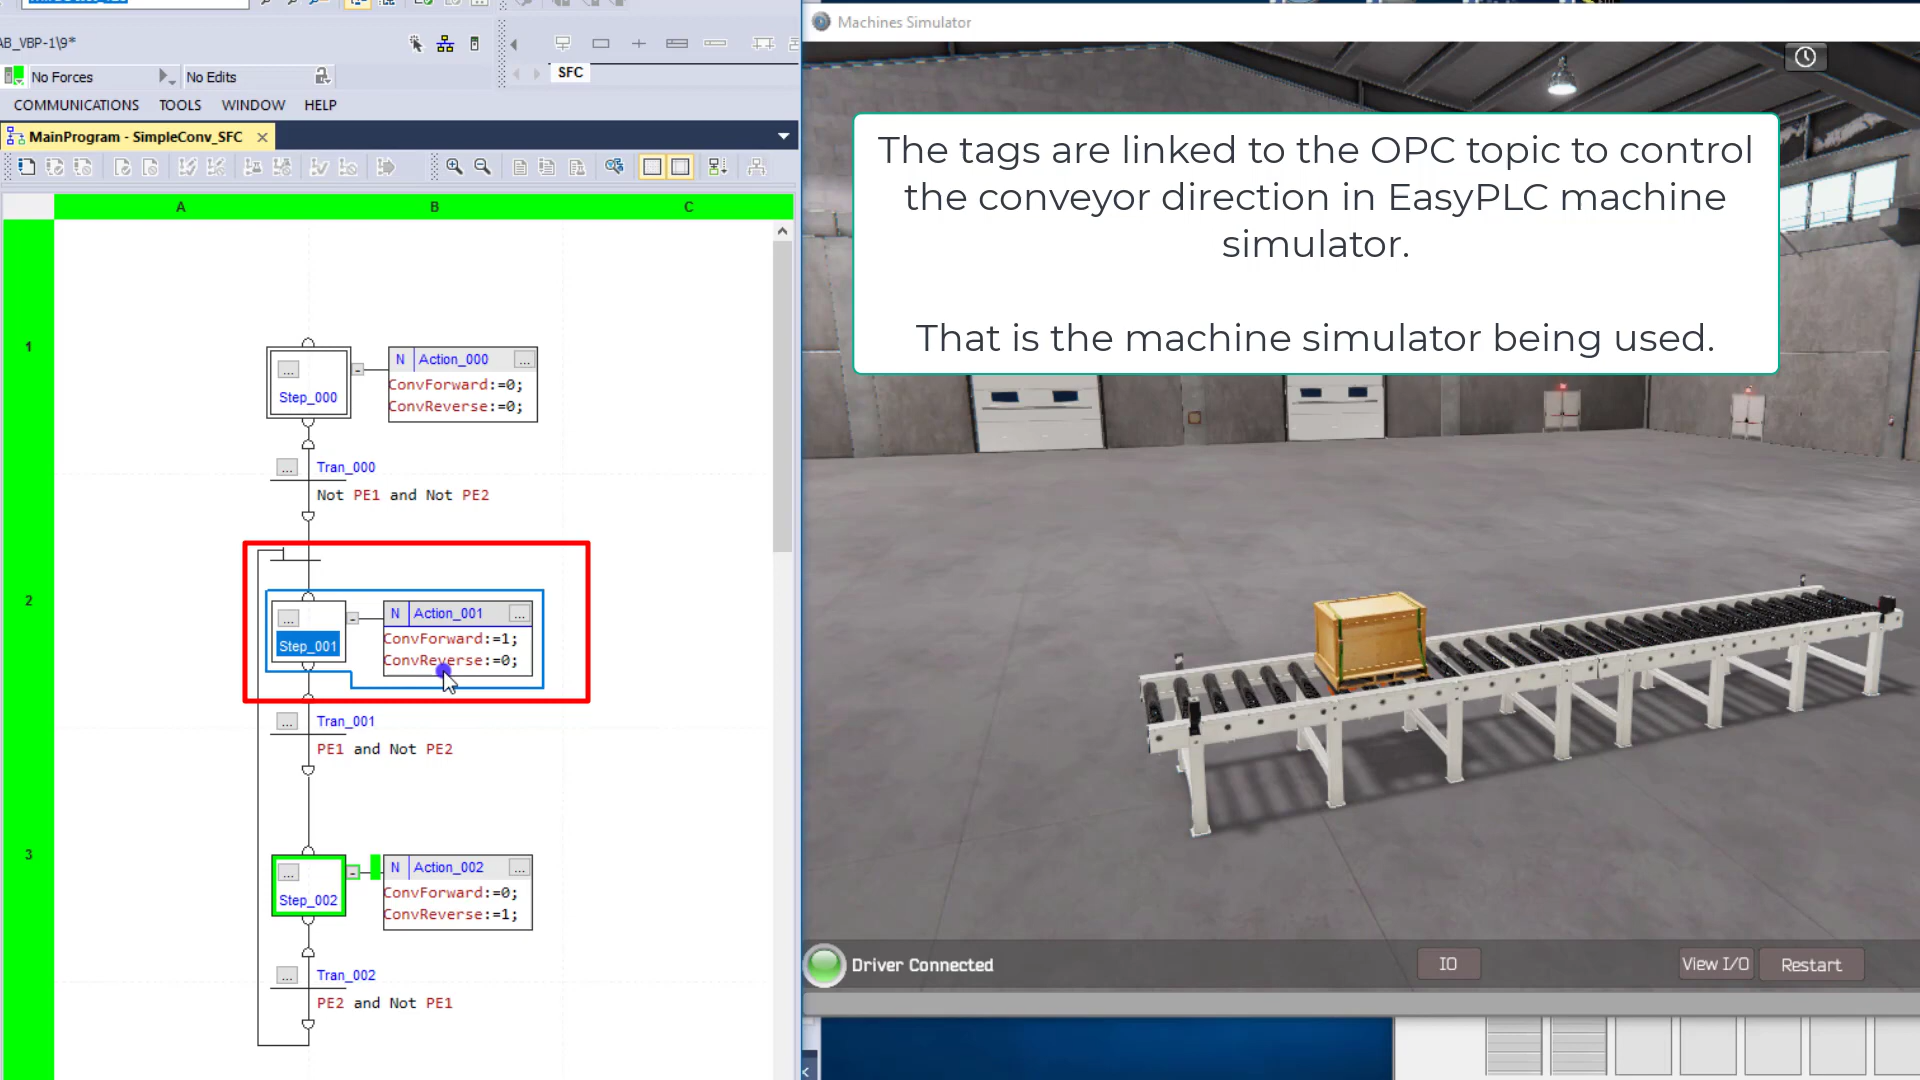 AB_VBP-1\9*
No Forces
No Edits
SFC
COMMUNICATIONS TOOLS WINDOW HELP
MainProgram - SimpleConv_SFC
A B C
1
Step_000
N Action_000 ...
ConvForward:=0;
ConvReverse:=0;
Tran_000
Not PE1 and Not PE2
2
Step_001
N Action_001 ...
ConvForward:=1;
ConvReverse:=0;
Tran_001
PE1 and Not PE2
3
Step_002
N Action_002 ...
ConvForward:=0;
ConvReverse:=1;
Tran_002
PE2 and Not PE1
Machines Simulator
The tags are linked to the OPC topic to control
the conveyor direction in EasyPLC machine
simulator.
That is the machine simulator being used.
Driver Connected
IO
View I/O
Restart